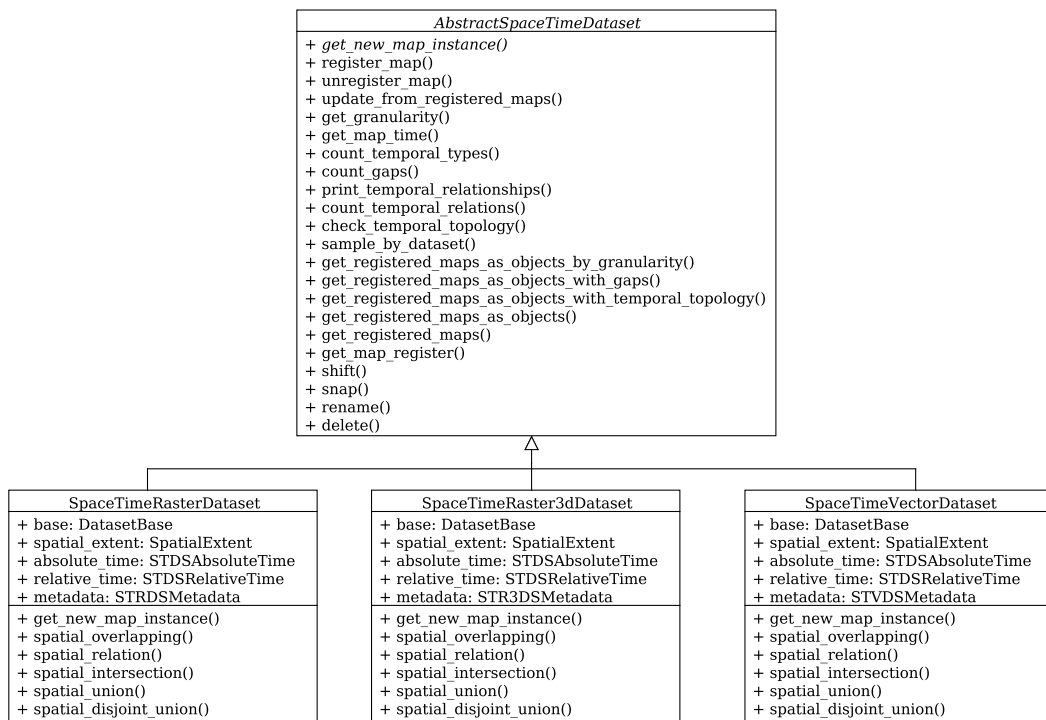 AbstractSpaceTimeDataset
+ get_new_map_instance()
+ register_map()
+ unregister_map()
+ update_from_registered_maps()
+ get_granularity()
+ get_map_time()
+ count_temporal_types()
+ count_gaps()
+ print_temporal_relationships()
+ count_temporal_relations()
+ check_temporal_topology()
+ sample_by_dataset()
+ get_registered_maps_as_objects_by_granularity()
+ get_registered_maps_as_objects_with_gaps()
+ get_registered_maps_as_objects_with_temporal_topology()
+ get_registered_maps_as_objects()
+ get_registered_maps()
+ get_map_register()
+ shift()
+ snap()
+ rename()
+ delete()
SpaceTimeRasterDataset
+ base: DatasetBase
+ spatial_extent: SpatialExtent
+ absolute_time: STDSAbsoluteTime
+ relative_time: STDSRelativeTime
+ metadata: STRDSMetadata
+ get_new_map_instance()
+ spatial_overlapping()
+ spatial_relation()
+ spatial_intersection()
+ spatial_union()
+ spatial_disjoint_union()
SpaceTimeRaster3dDataset
+ base: DatasetBase
+ spatial_extent: SpatialExtent
+ absolute_time: STDSAbsoluteTime
+ relative_time: STDSRelativeTime
+ metadata: STR3DSMetadata
+ get_new_map_instance()
+ spatial_overlapping()
+ spatial_relation()
+ spatial_intersection()
+ spatial_union()
+ spatial_disjoint_union()
SpaceTimeVectorDataset
+ base: DatasetBase
+ spatial_extent: SpatialExtent
+ absolute_time: STDSAbsoluteTime
+ relative_time: STDSRelativeTime
+ metadata: STVDSMetadata
+ get_new_map_instance()
+ spatial_overlapping()
+ spatial_relation()
+ spatial_intersection()
+ spatial_union()
+ spatial_disjoint_union()